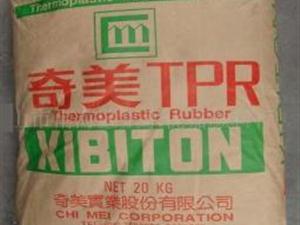 Thermoplastic Rubber
奇美TPR
Thermoplastic Rubber
XIBITON
NET 20 KG
奇美實業股份有限公司
CHI MEI CORPORATION